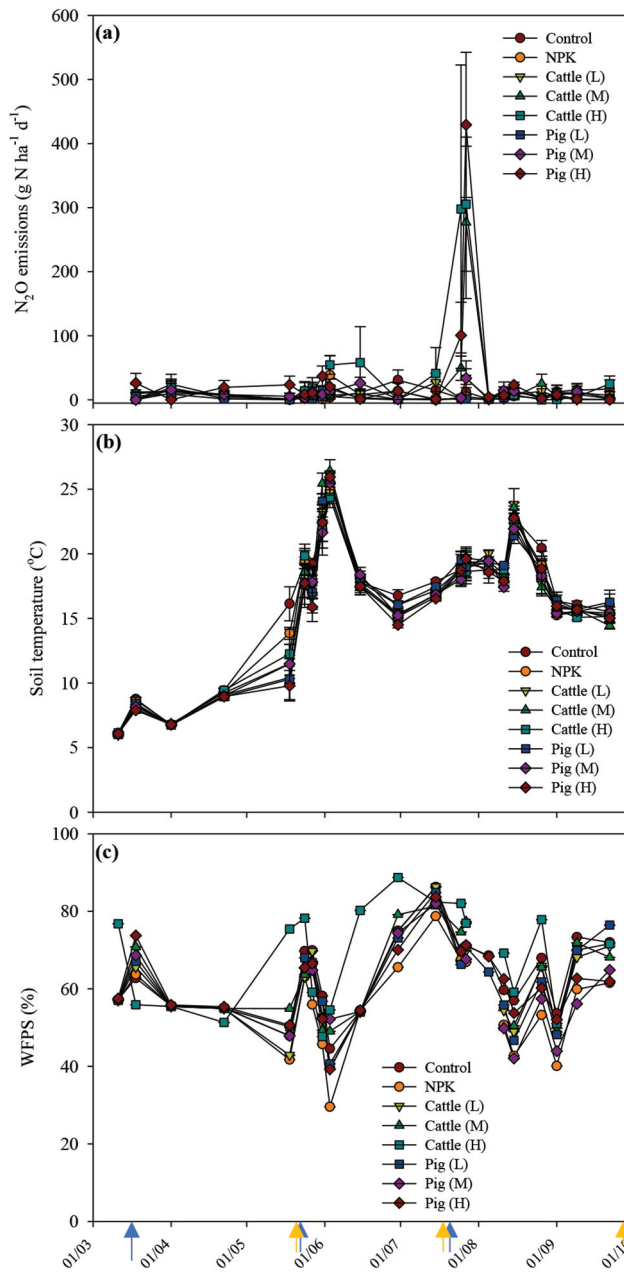 (a)
600
500
400
300
200
100
0
N₂O emissions (g N ha⁻¹ d⁻¹)
Control
NPK
Cattle (L)
Cattle (M)
Cattle (H)
Pig (L)
Pig (M)
Pig (H)
(b)
30
25
20
15
10
5
0
Soil temperature (°C)
Control
NPK
Cattle (L)
Cattle (M)
Cattle (H)
Pig (L)
Pig (M)
Pig (H)
(c)
100
80
60
40
20
0
WFPS (%)
Control
NPK
Cattle (L)
Cattle (M)
Cattle (H)
Pig (L)
Pig (M)
Pig (H)
01/03
01/04
01/05
01/06
01/07
01/08
01/09
01/10